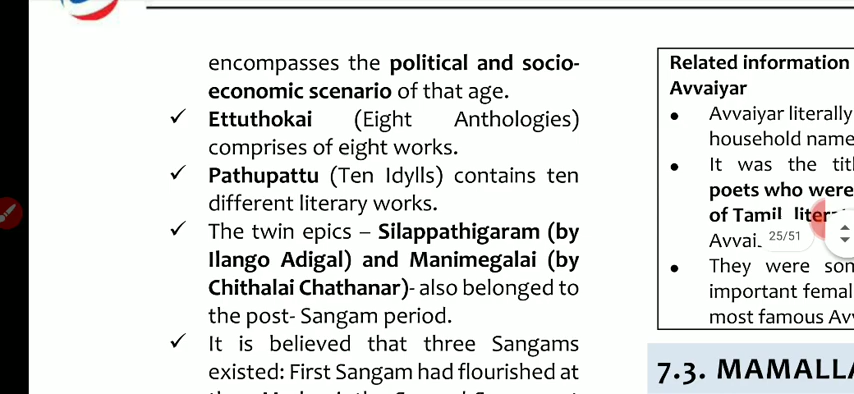 encompasses the political and socio-
economic scenario of that age.
✓ Ettuthokai (Eight Anthologies)
comprises of eight works.
✓ Pathupattu (Ten Idylls) contains ten
different literary works.
✓ The twin epics – Silappathigaram (by
Ilango Adigal) and Manimegalai (by
Chithalai Chathanar)- also belonged to
the post- Sangam period.
✓ It is believed that three Sangams
existed: First Sangam had flourished at
Related information
Avvaiyar
• Avvaiyar literally
household name
• It was the
poets who were
of Tamil
25/51
• They were
important
most famous
7.3.